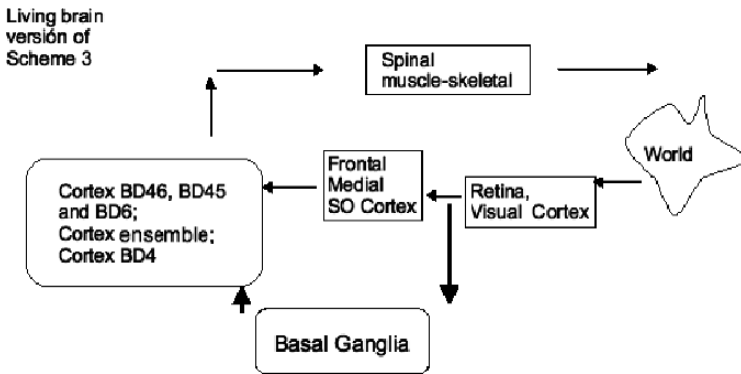 Living brain
versión of
Scheme 3
Spinal
muscle-skeletal
World
Frontal
Medial
SO Cortex
Retina,
Visual Cortex
Cortex BD46, BD45
and BD6;
Cortex ensemble;
Cortex BD4
Basal Ganglia